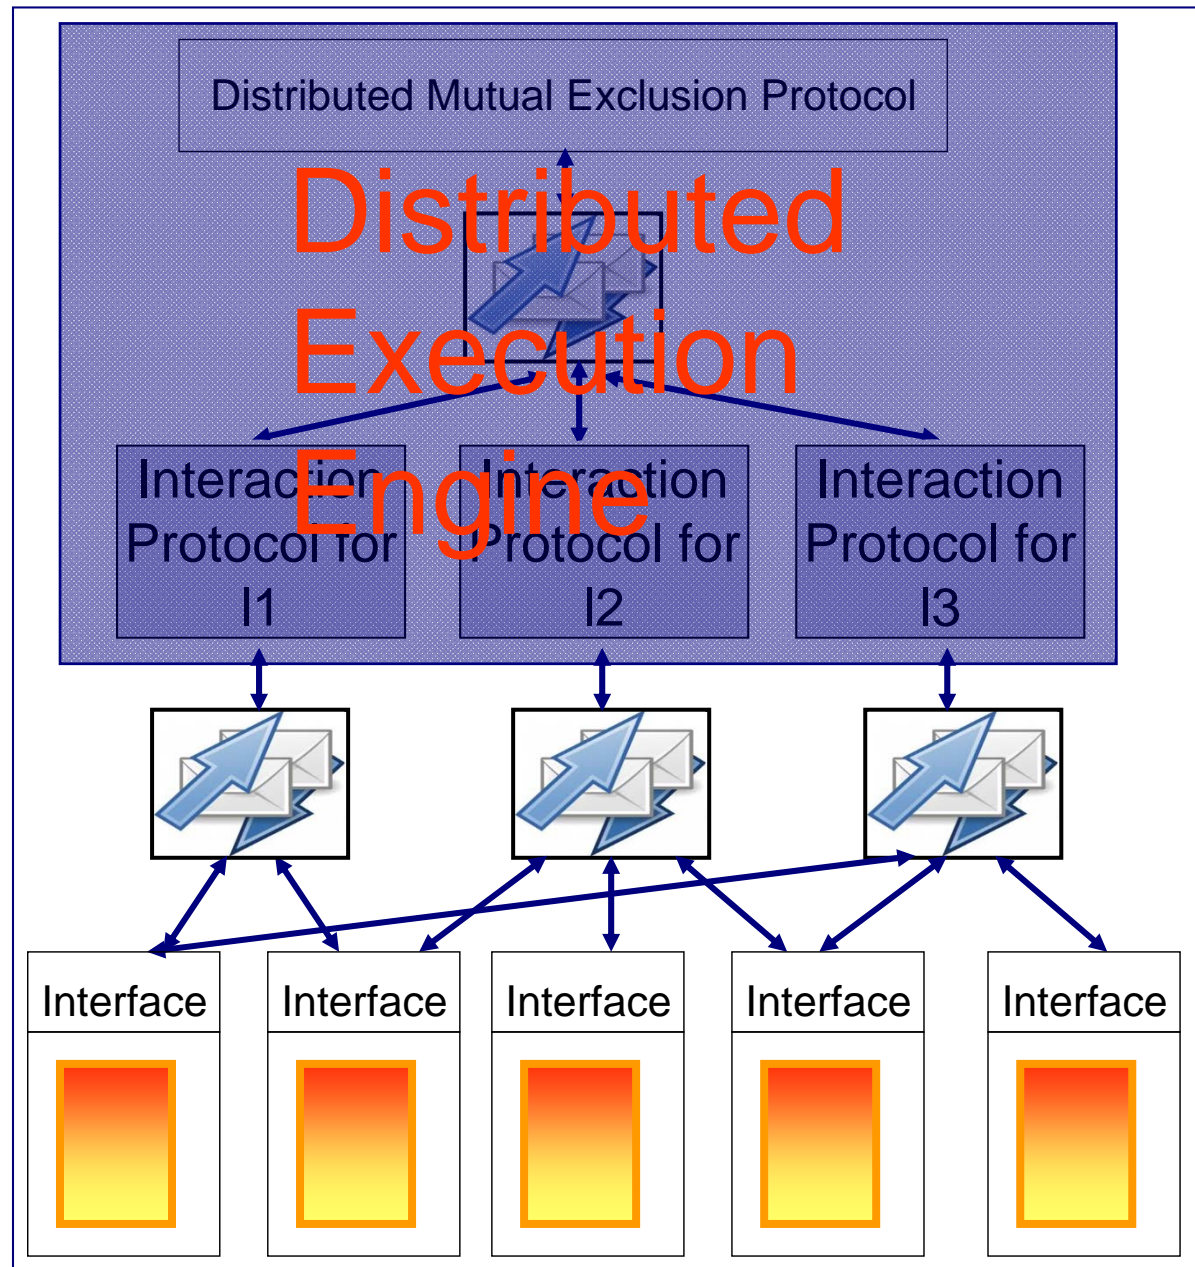 Distributed Mutual Exclusion Protocol
Distributed
Execution
Engine
Interaction
Protocol for
I1
Interaction
Protocol for
I2
Interaction
Protocol for
I3
Interface
Interface
Interface
Interface
Interface